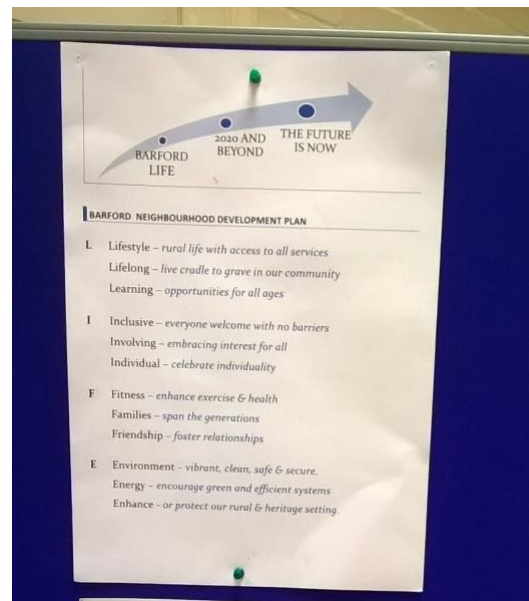 BARFORD
LIFE
2020 AND
BEYOND
THE FUTURE
IS NOW
BARFORD NEIGHBOURHOOD DEVELOPMENT PLAN
L Lifestyle – rural life with access to all services
Lifelong – live cradle to grave in our community
Learning – opportunities for all ages
I Inclusive – everyone welcome with no barriers
Involving – embracing interest for all
Individual – celebrate individuality
F Fitness – enhance exercise & health
Families – span the generations
Friendship – foster relationships
E Environment – vibrant, clean, safe & secure.
Energy – encourage green and efficient systems
Enhance – or protect our rural & heritage setting.